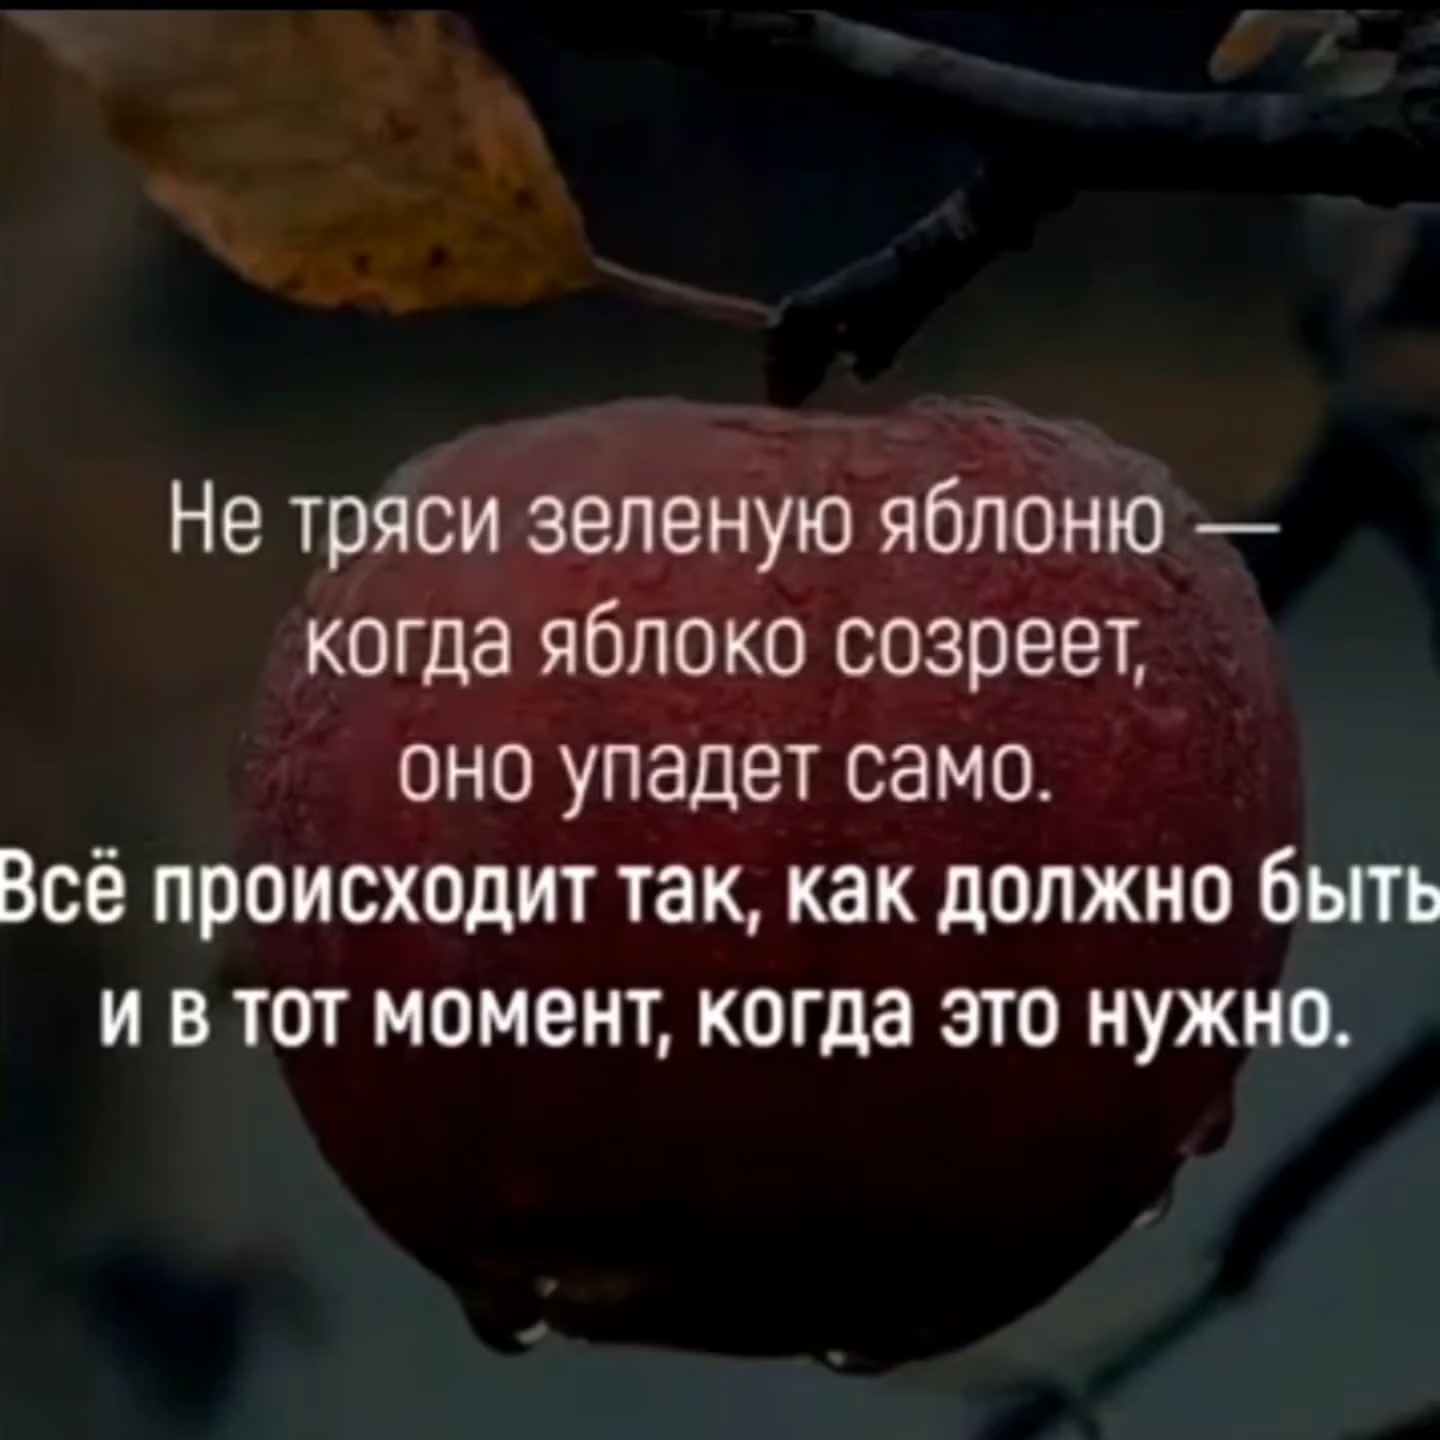 Не тряси зеленую яблоню —
когда яблоко созреет,
оно упадет само.
Всё происходит так, как должно быть
и в тот момент, когда это нужно.